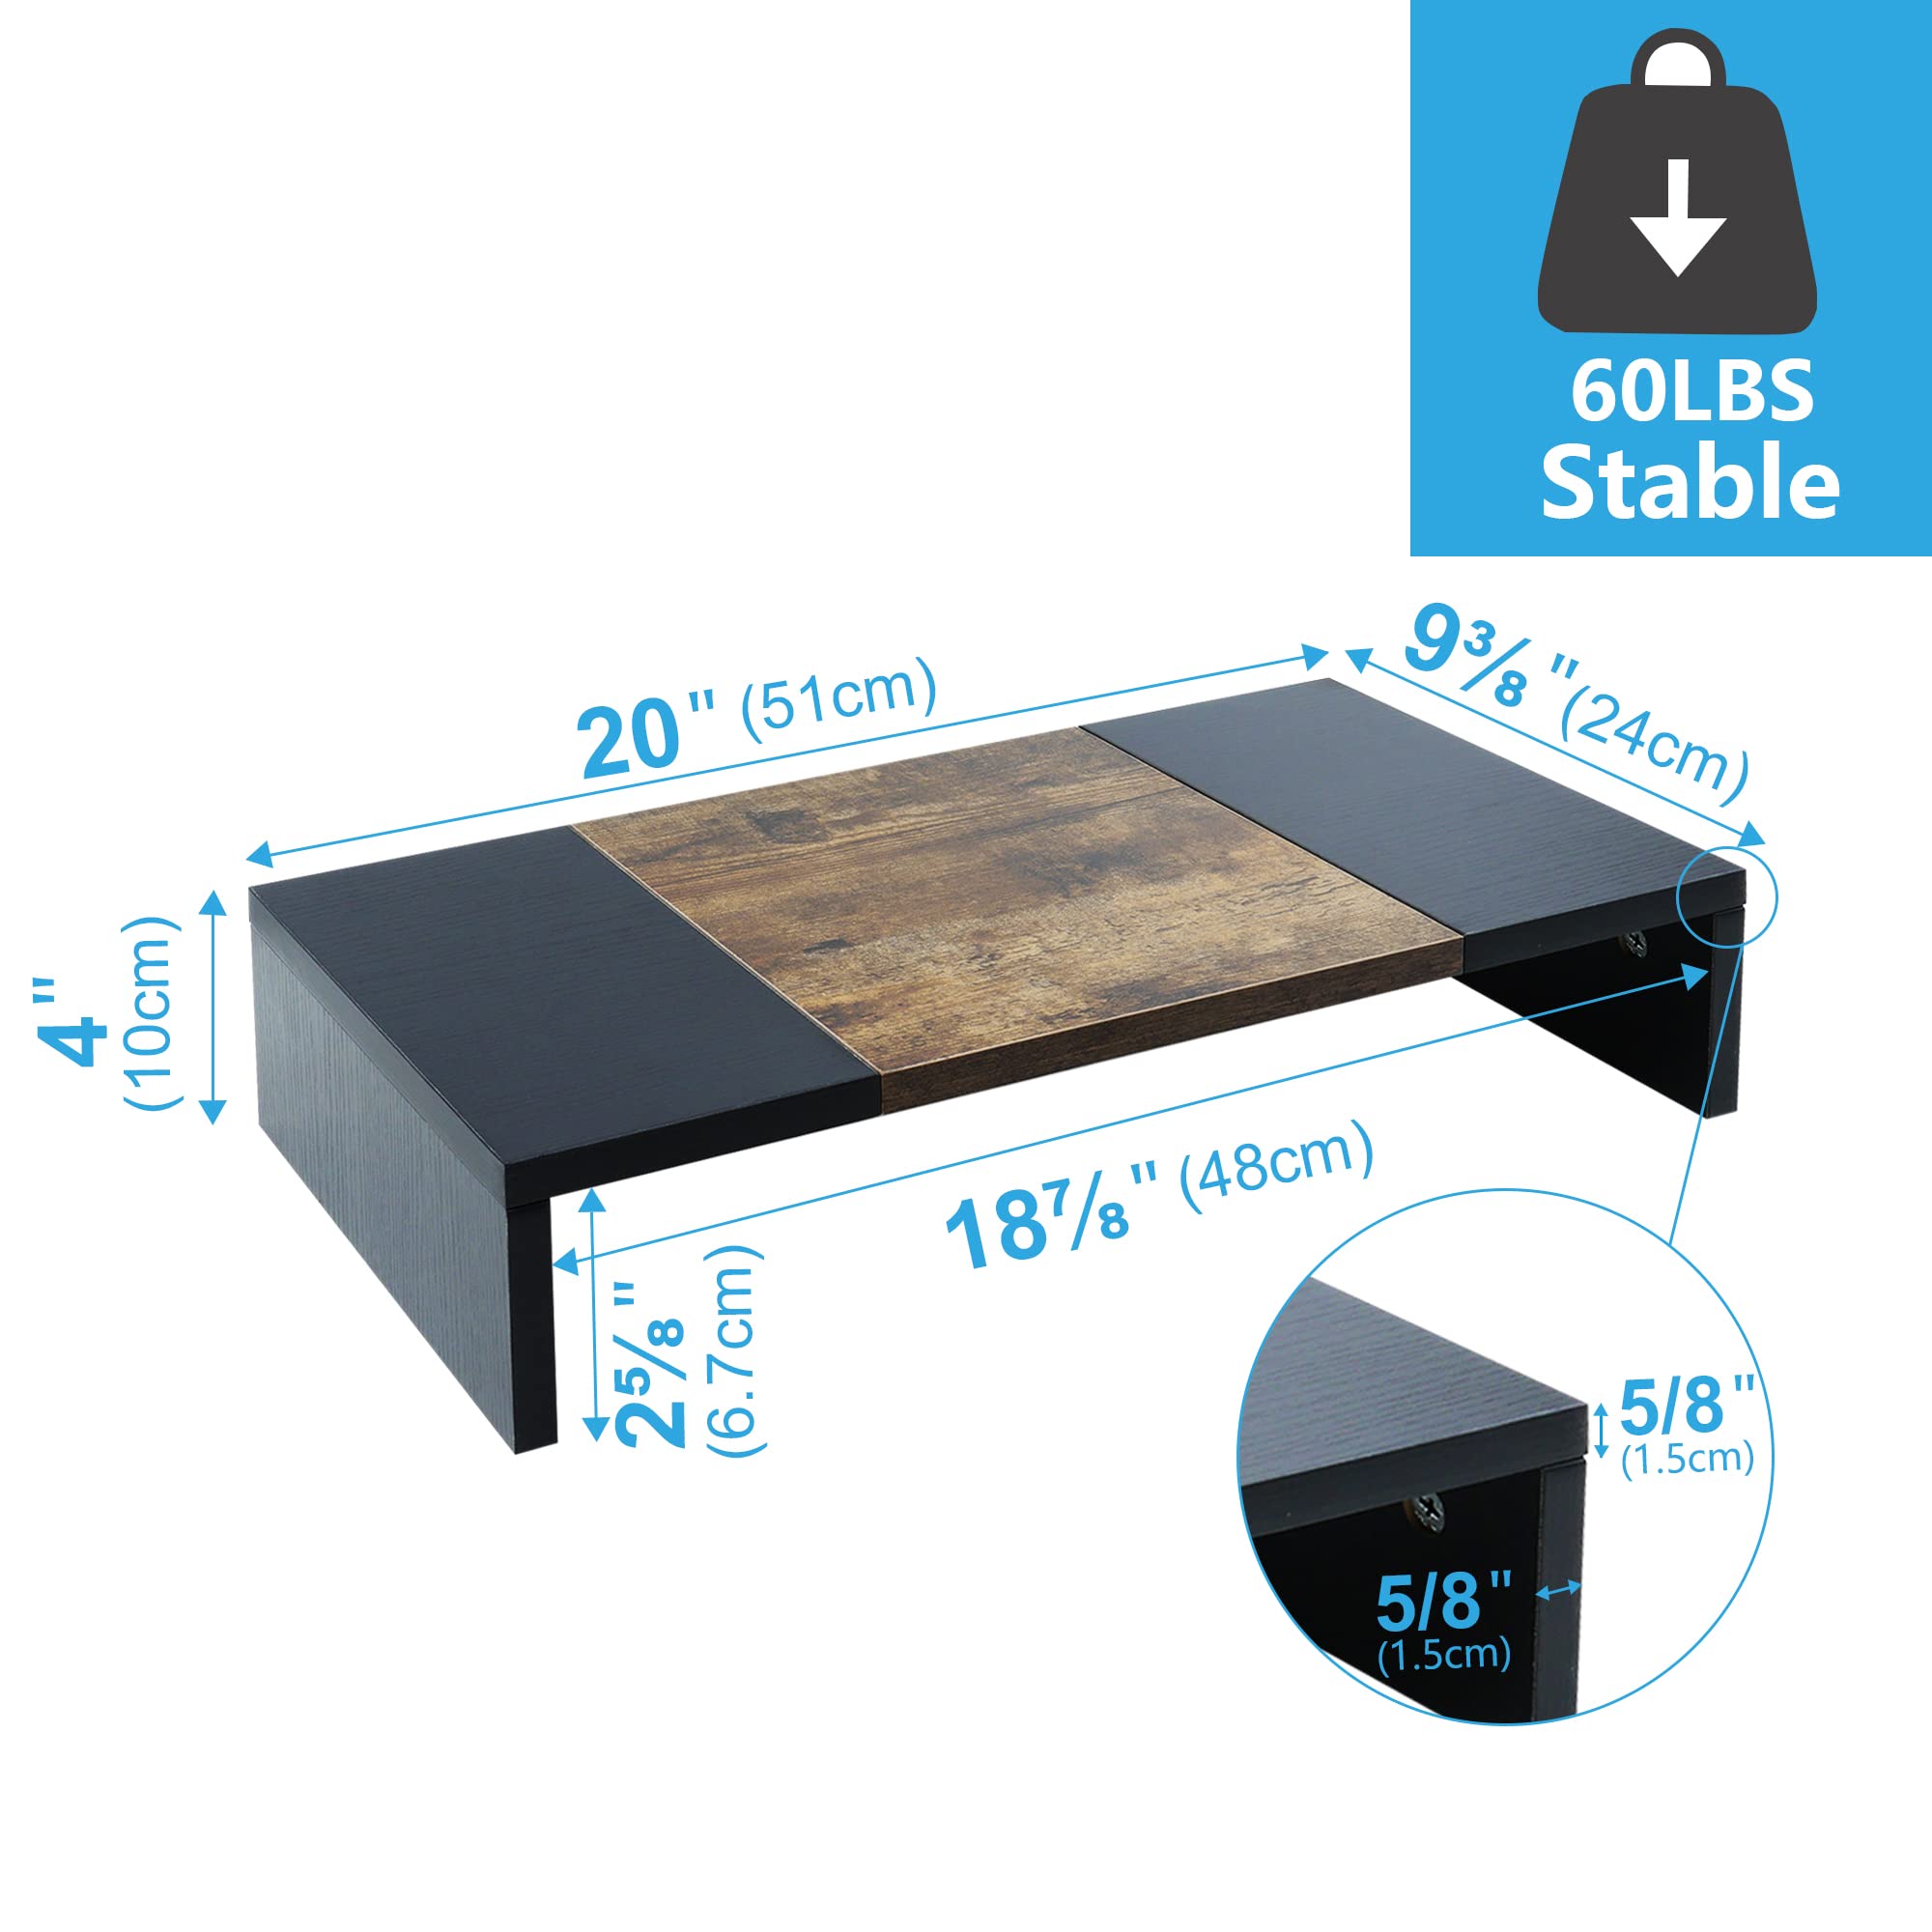 60LBS
Stable
20" (51cm)
9⅜" (24cm)
4"
(10cm)
18⅞" (48cm)
2⅝"
(6.7cm)
5/8"
(1.5cm)
5/8"
(1.5cm)